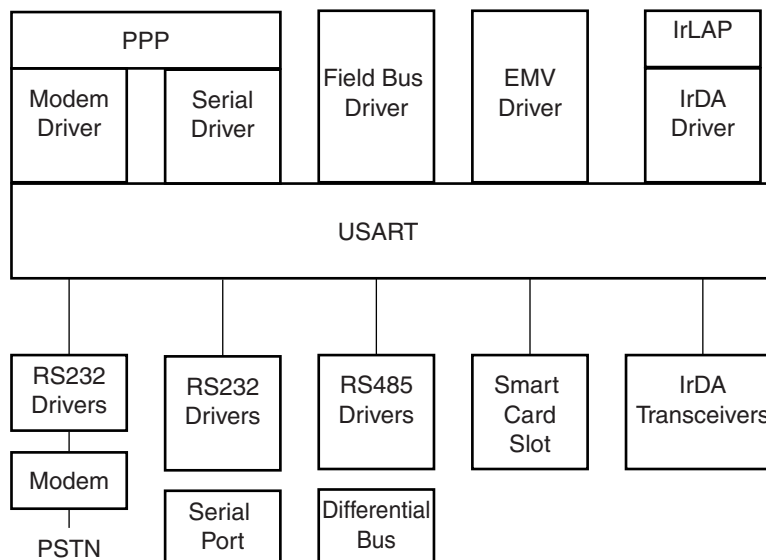 PPP
IrLAP
Modem
Driver
Serial
Driver
Field Bus
Driver
EMV
Driver
IrDA
Driver
USART
RS232
Drivers
RS232
Drivers
RS485
Drivers
Smart
Card
Slot
IrDA
Transceivers
Modem
Serial
Port
Differential
Bus
PSTN